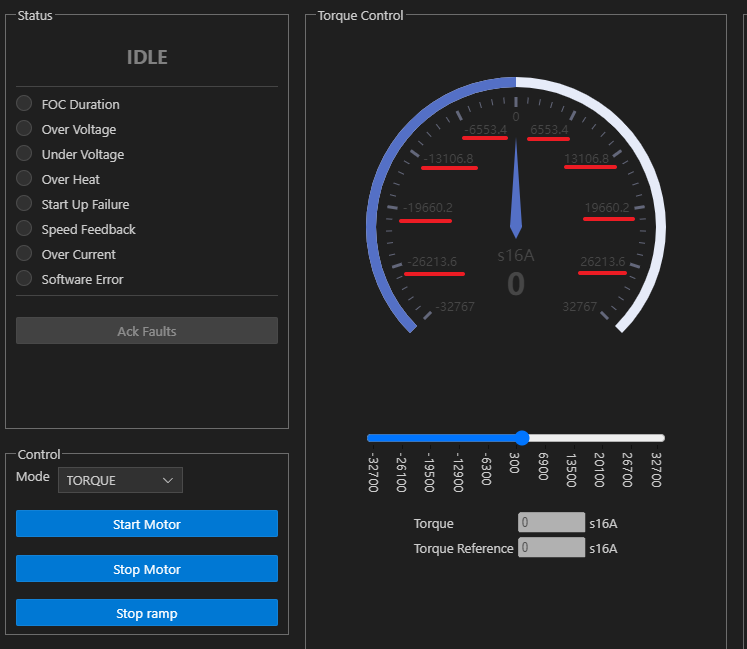 Status
IDLE
FOC Duration
Over Voltage
Under Voltage
Over Heat
Start Up Failure
Speed Feedback
Over Current
Software Error
Ack Faults
Control
Mode TORQUE
Start Motor
Stop Motor
Stop ramp
Torque Control
0
-6553.4 6553.4
-13106.8 13106.8
-19660.2 19660.2
-26213.6 26213.6
-32767 32767
s16A
0
-32700 -26100 -19500 -12900 -6300 300 6900 13500 20100 26700 32700
Torque 0 s16A
Torque Reference 0 s16A